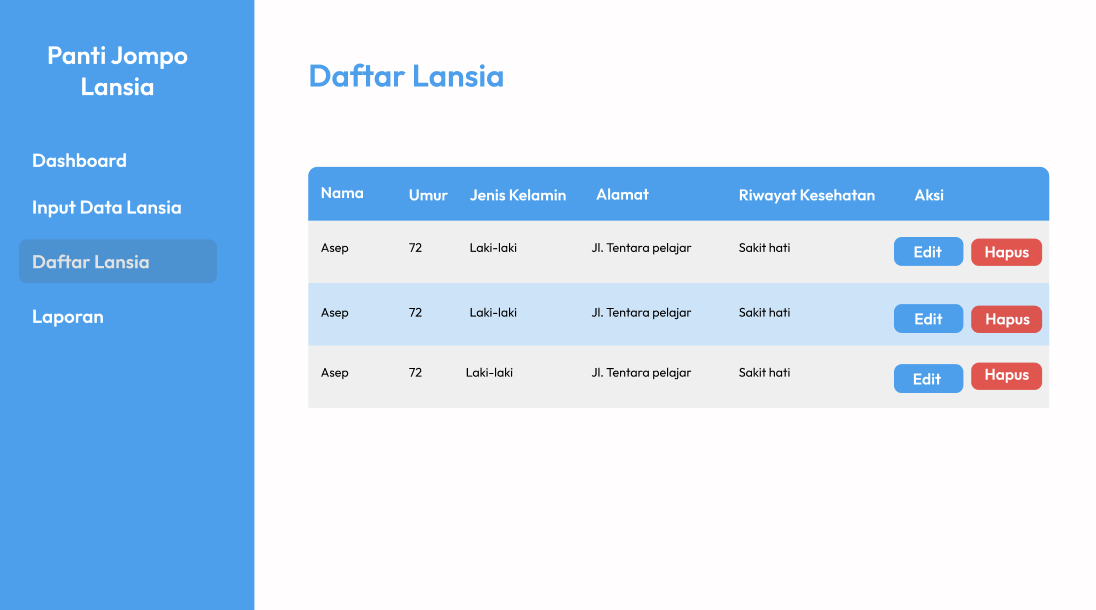 Panti Jompo
Lansia
Dashboard
Input Data Lansia
Daftar Lansia
Laporan
Daftar Lansia
Nama Umur Jenis Kelamin Alamat Riwayat Kesehatan Aksi
Asep 72 Laki-laki Jl. Tentara pelajar Sakit hati Edit Hapus
Asep 72 Laki-laki Jl. Tentara pelajar Sakit hati Edit Hapus
Asep 72 Laki-laki Jl. Tentara pelajar Sakit hati Edit Hapus